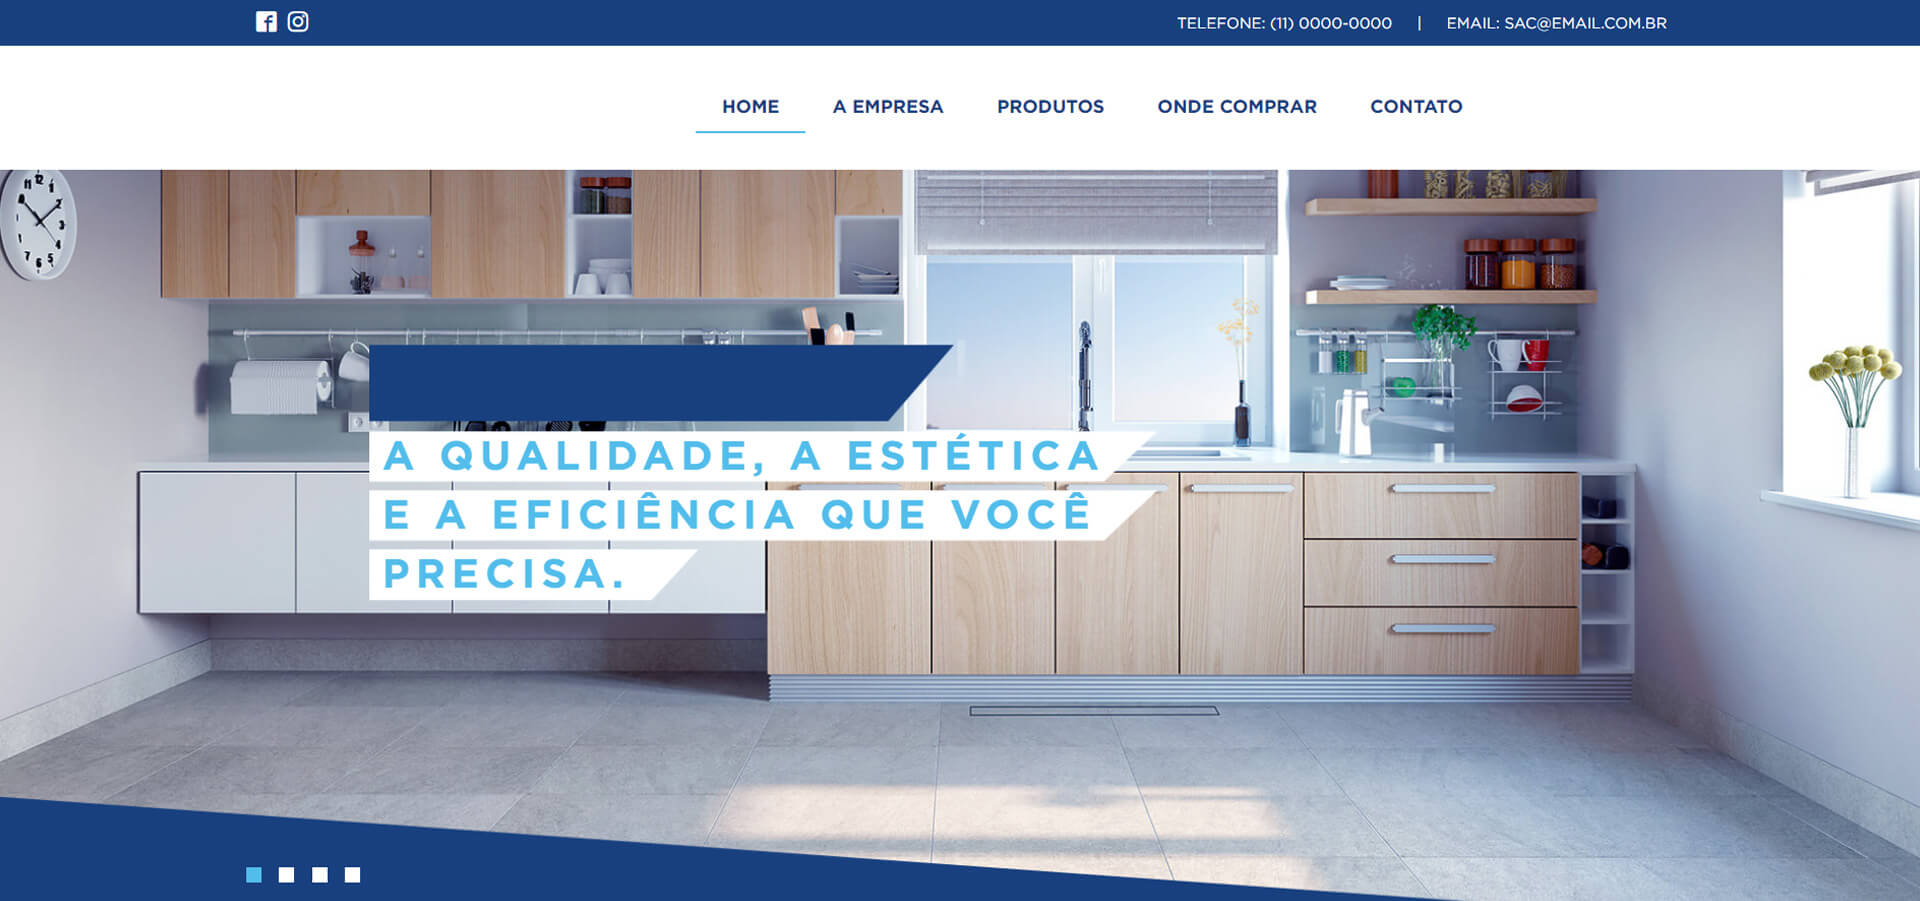 TELEFONE: (11) 0000-0000 | EMAIL: SAC@EMAIL.COM.BR
HOME A EMPRESA PRODUTOS ONDE COMPRAR CONTATO
A QUALIDADE, A ESTÉTICA
E A EFICIÊNCIA QUE VOCÊ
PRECISA.